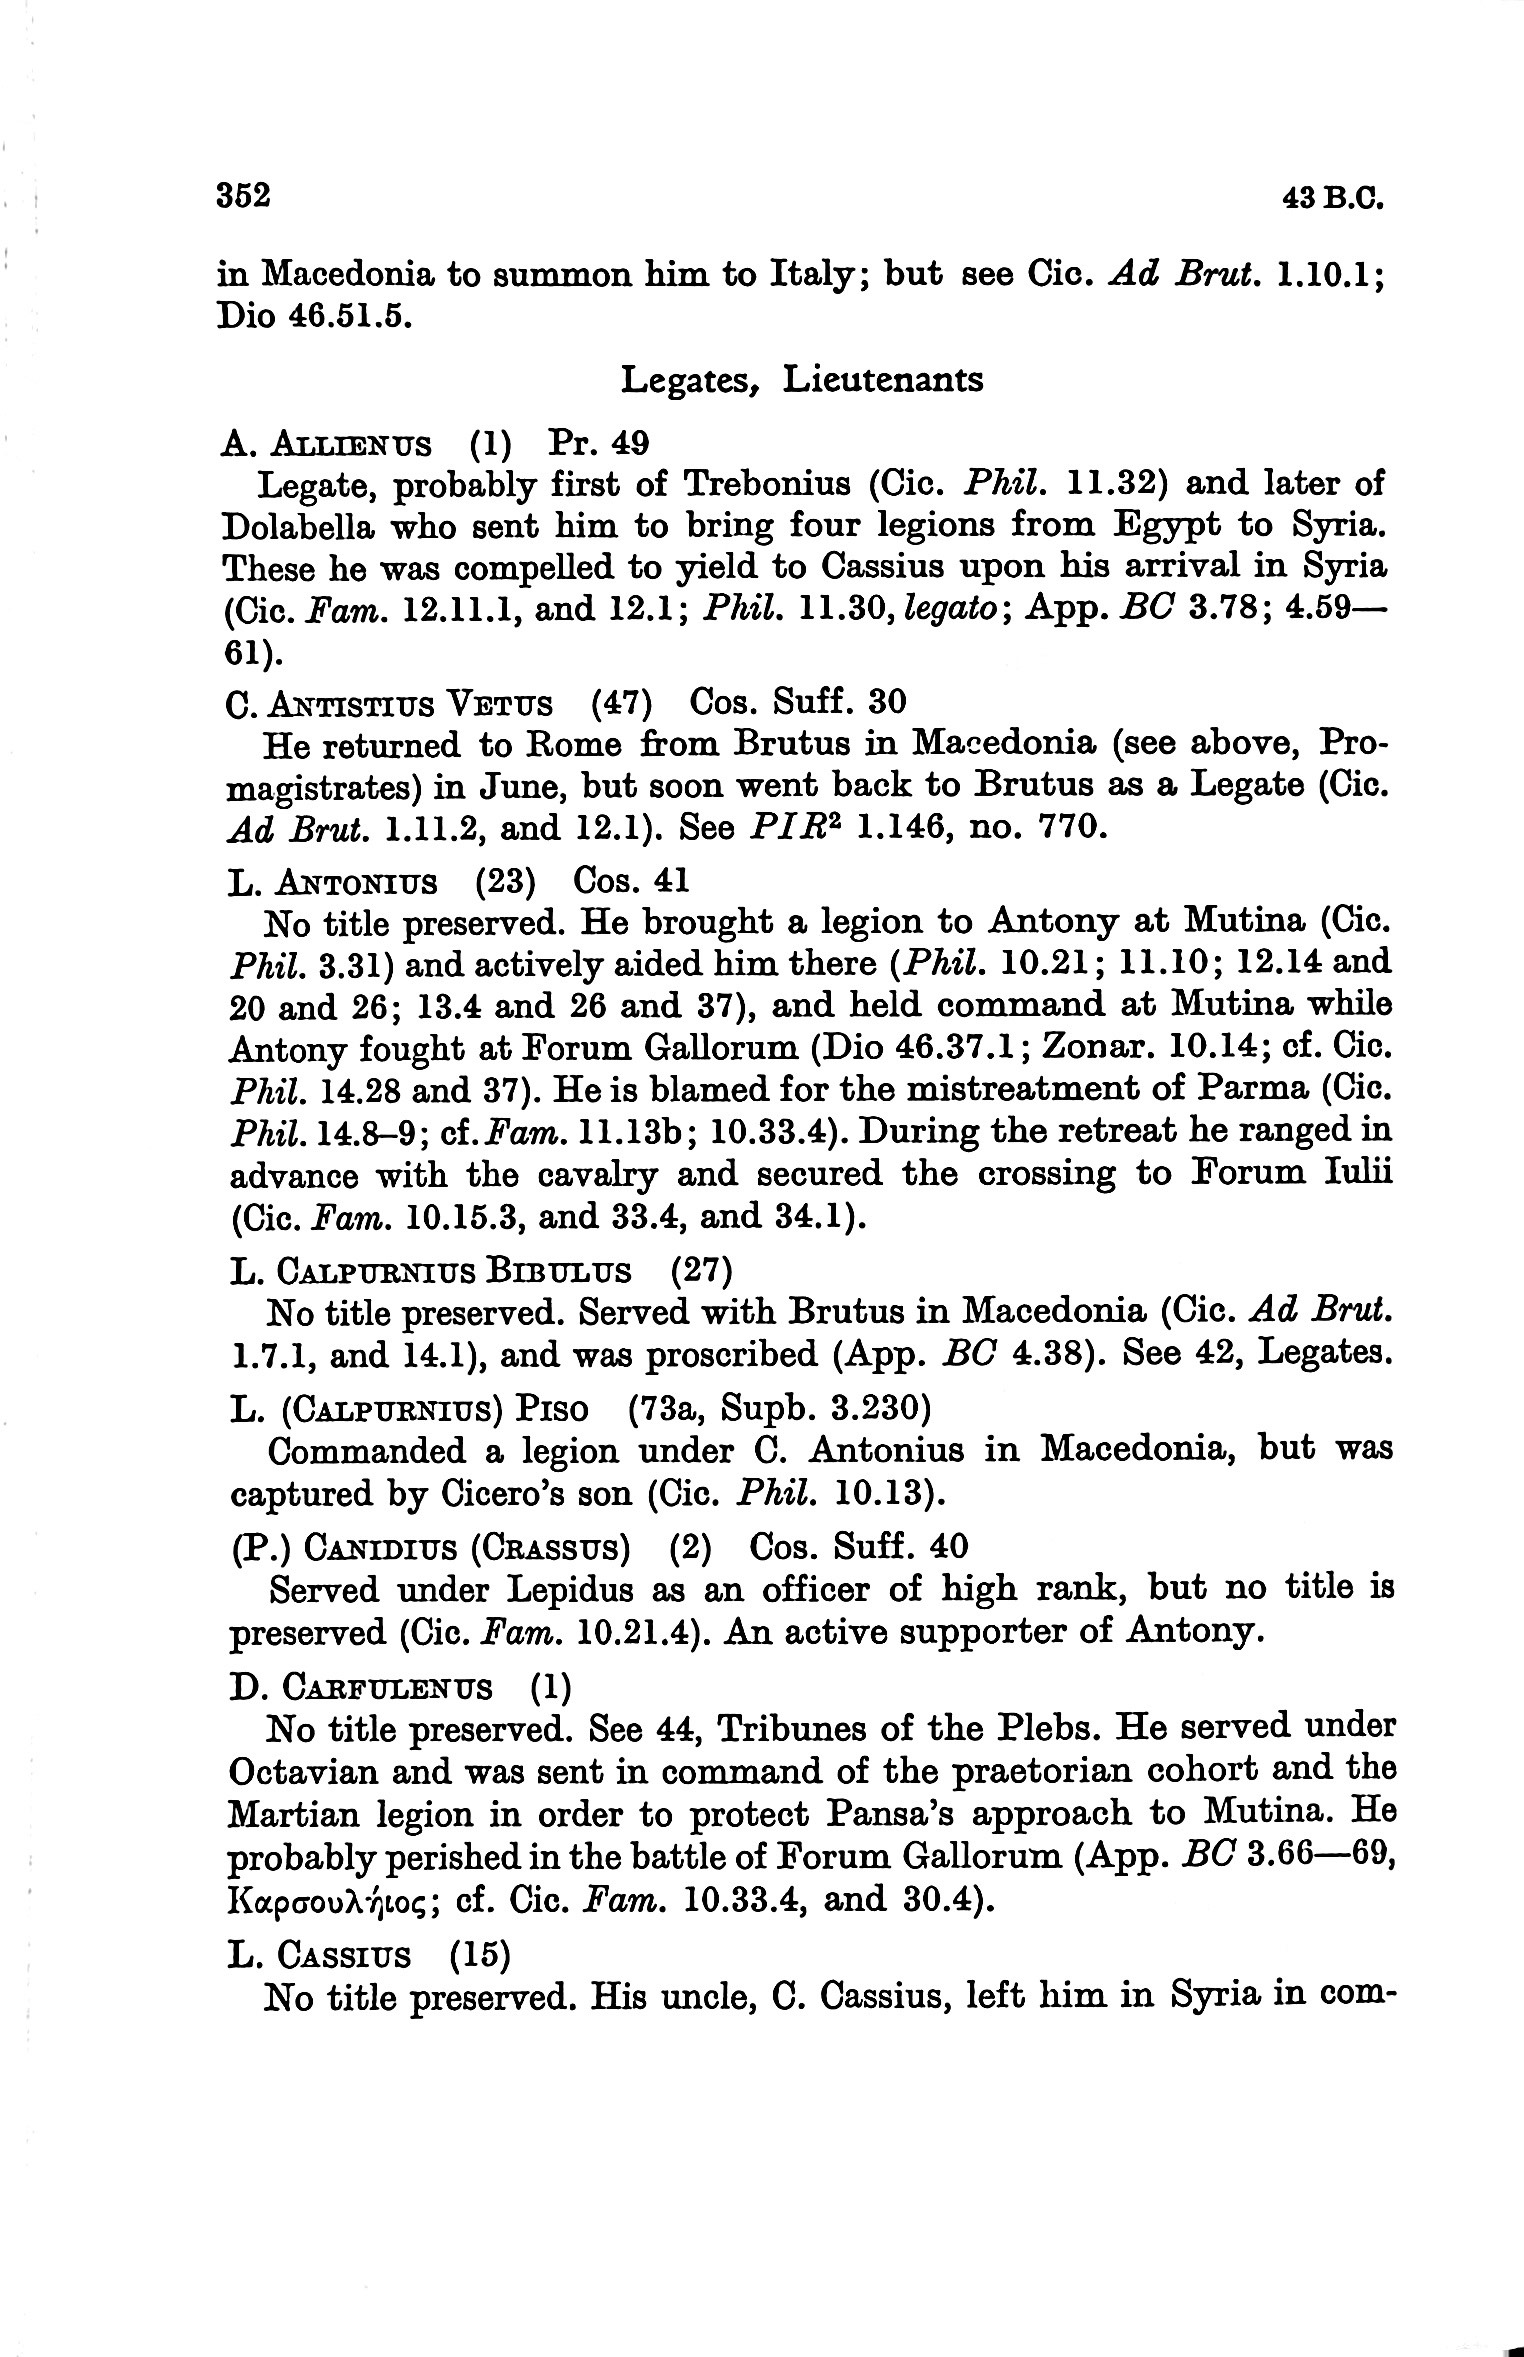 352 43 B.C.
in Macedonia to summon him to Italy; but see Cic. Ad Brut. 1.10.1;
Dio 46.51.5.
Legates, Lieutenants
A. ALLIENUS (1) Pr. 49
Legate, probably first of Trebonius (Cic. Phil. 11.32) and later of
Dolabella who sent him to bring four legions from Egypt to Syria.
These he was compelled to yield to Cassius upon his arrival in Syria
(Cic. Fam. 12.11.1, and 12.1; Phil. 11.30, legato; App. BC 3.78; 4.59—
61).
C. ANTISTIUS VETUS (47) Cos. Suff. 30
He returned to Rome from Brutus in Macedonia (see above, Pro-
magistrates) in June, but soon went back to Brutus as a Legate (Cic.
Ad Brut. 1.11.2, and 12.1). See PIR² 1.146, no. 770.
L. ANTONIUS (23) Cos. 41
No title preserved. He brought a legion to Antony at Mutina (Cic.
Phil. 3.31) and actively aided him there (Phil. 10.21; 11.10; 12.14 and
20 and 26; 13.4 and 26 and 37), and held command at Mutina while
Antony fought at Forum Gallorum (Dio 46.37.1; Zonar. 10.14; cf. Cic.
Phil. 14.28 and 37). He is blamed for the mistreatment of Parma (Cic.
Phil. 14.8–9; cf. Fam. 11.13b; 10.33.4). During the retreat he ranged in
advance with the cavalry and secured the crossing to Forum Iulii
(Cic. Fam. 10.15.3, and 33.4, and 34.1).
L. CALPURNIUS BIBULUS (27)
No title preserved. Served with Brutus in Macedonia (Cic. Ad Brut.
1.7.1, and 14.1), and was proscribed (App. BC 4.38). See 42, Legates.
L. (CALPURNIUS) PISO (73a, Supb. 3.230)
Commanded a legion under C. Antonius in Macedonia, but was
captured by Cicero's son (Cic. Phil. 10.13).
(P.) CANIDIUS (CRASSUS) (2) Cos. Suff. 40
Served under Lepidus as an officer of high rank, but no title is
preserved (Cic. Fam. 10.21.4). An active supporter of Antony.
D. CARFULENUS (1)
No title preserved. See 44, Tribunes of the Plebs. He served under
Octavian and was sent in command of the praetorian cohort and the
Martian legion in order to protect Pansa's approach to Mutina. He
probably perished in the battle of Forum Gallorum (App. BC 3.66—69,
Καρσουλήιος; cf. Cic. Fam. 10.33.4, and 30.4).
L. CASSIUS (15)
No title preserved. His uncle, C. Cassius, left him in Syria in com-